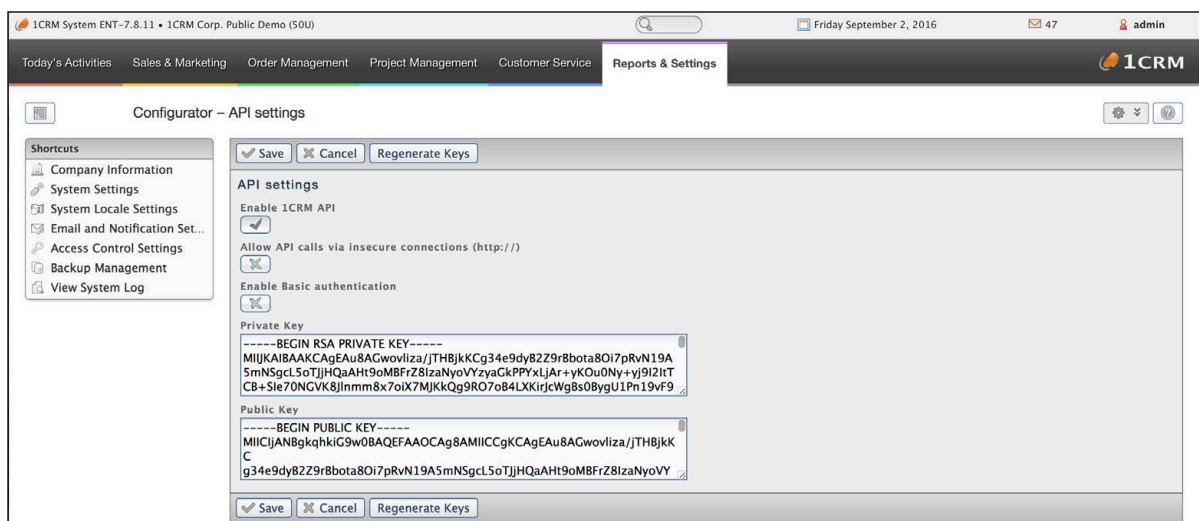 1CRM System ENT-7.8.11 • 1CRM Corp. Public Demo (50U)
Friday September 2, 2016
47
admin
Today's Activities
Sales & Marketing
Order Management
Project Management
Customer Service
Reports & Settings
1CRM
Configurator – API settings
Shortcuts
Company Information
System Settings
System Locale Settings
Email and Notification Set...
Access Control Settings
Backup Management
View System Log
Save
Cancel
Regenerate Keys
API settings
Enable 1CRM API
Allow API calls via insecure connections (http://)
Enable Basic authentication
Private Key
-----BEGIN RSA PRIVATE KEY-----
MIIJKAIBAAKCAgEAu8AGwovliza/jTHBjkKCg34e9dyB2Z9rBbota8Oi7pRvN19A
5mNSgcL5oTJjHQaAHt9oMBFrZ8IzaNyoVYzyaGkPPYxLjAr+yKOu0Ny+yj9I2ItT
CB+SIe70NGVK8JInmm8x7oiX7MJKkQg9RO7oB4LXKirJcWgBs0BygU1Pn19vF9
Public Key
-----BEGIN PUBLIC KEY-----
MIICIjANBgkqhkiG9w0BAQEFAAOCAg8AMIICCgKCAgEAu8AGwovliza/jTHBjkK
C
g34e9dyB2Z9rBbota8Oi7pRvN19A5mNSgcL5oTJjHQaAHt9oMBFrZ8IzaNyoVY
Save
Cancel
Regenerate Keys